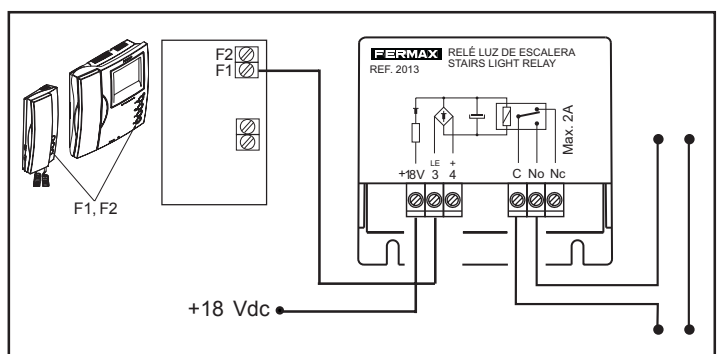 F2
F1
F1, F2
FERMAX RELÉ LUZ DE ESCALERA
REF. 2013 STAIRS LIGHT RELAY
Max. 2A
LE +
+18V 3 4 C No Nc
+18 Vdc